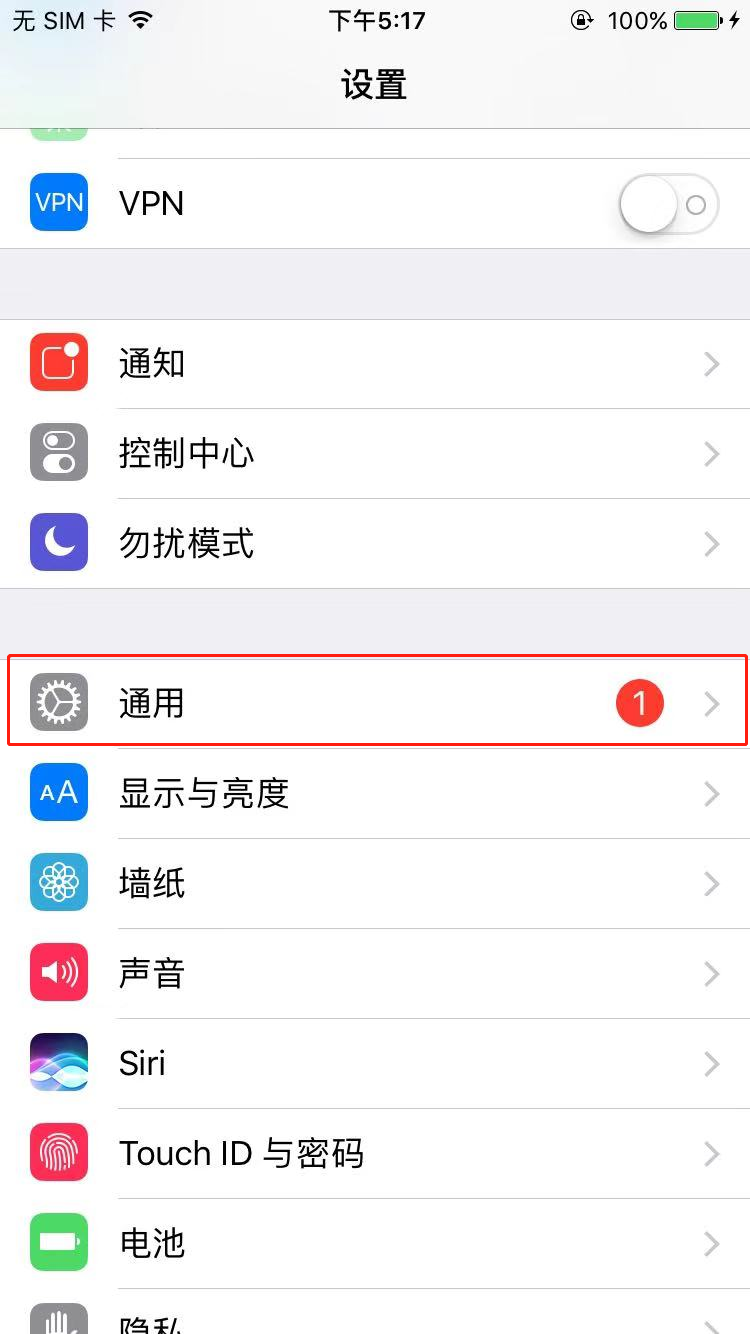 无 SIM 卡 下午5:17 100%
设置
VPN VPN
通知
控制中心
勿扰模式
通用 1
AA 显示与亮度
墙纸
声音
Siri
Touch ID 与密码
电池
隐私